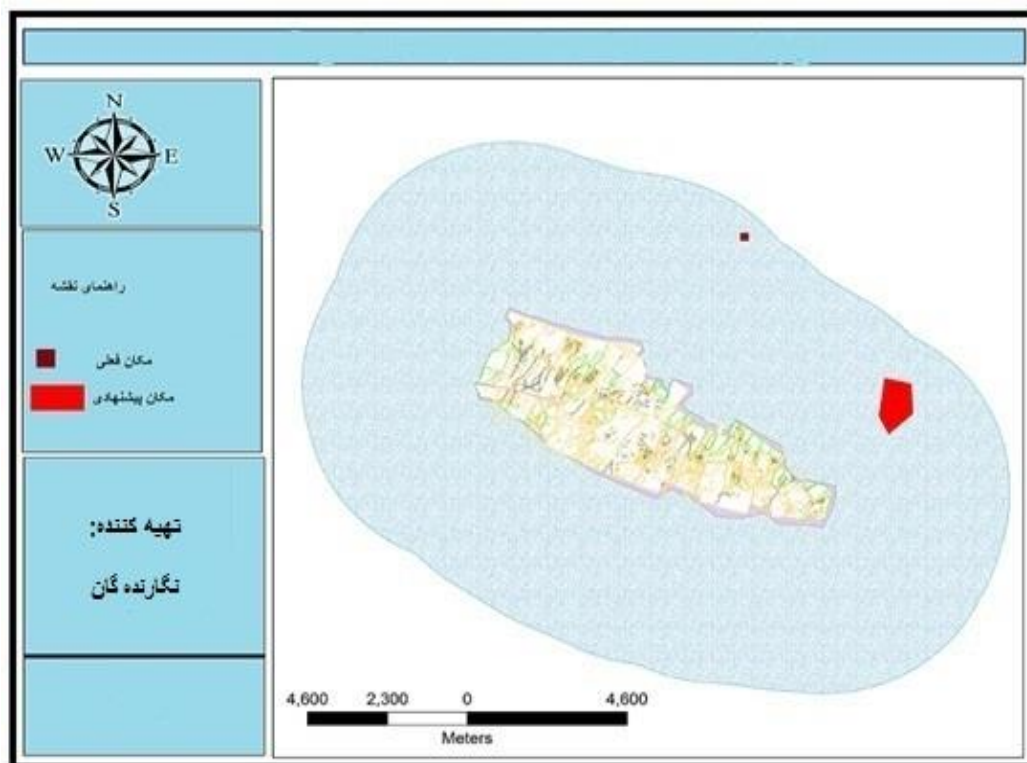 N
W E
S
راهنمای نقشه
مکان فعلی
مکان پیشنهادی
تهیه کننده:
نگارنده گان
4,600 2,300 0 4,600
Meters